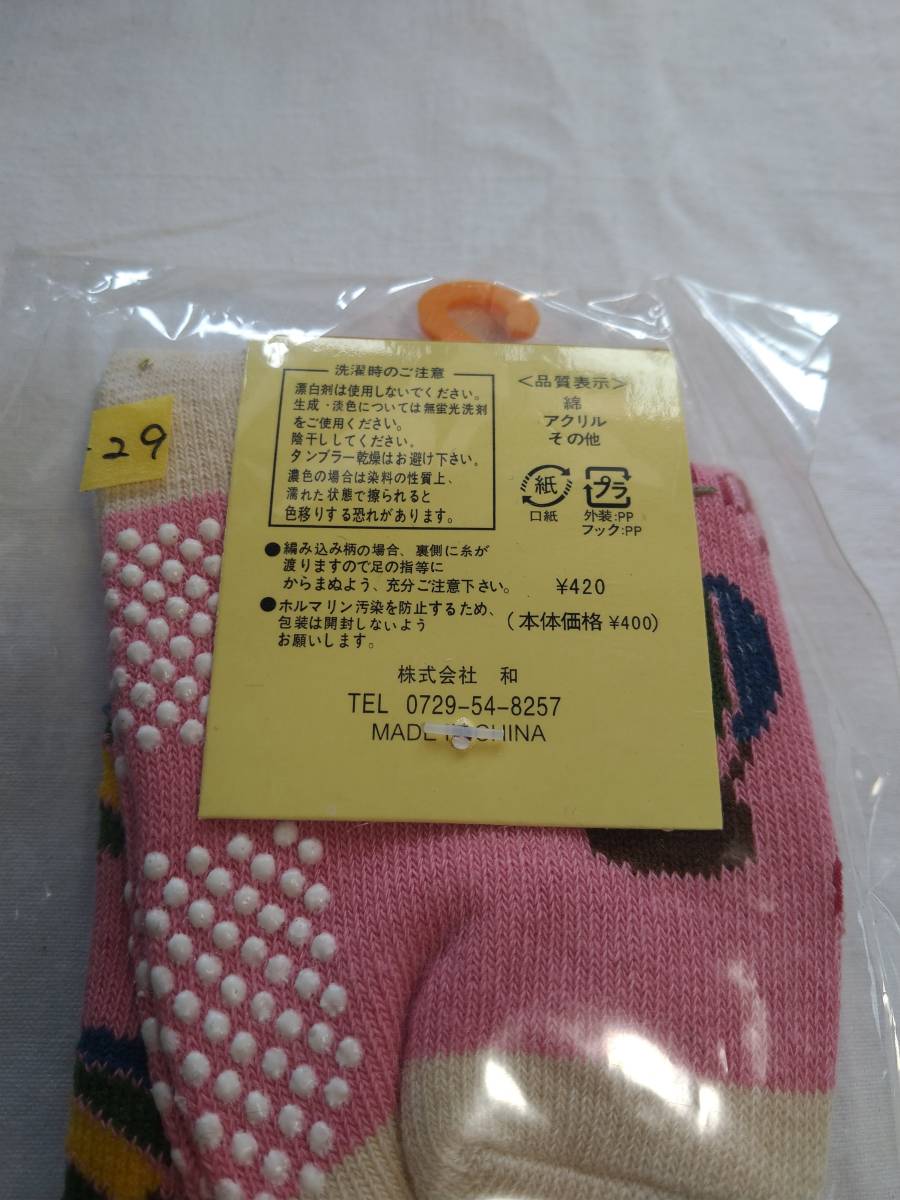 洗濯時のご注意
漂白剤は使用しないでください。
生成・淡色については無蛍光洗剤
をご使用ください。
陰干ししてください。
タンブラー乾燥はお避け下さい。
濃色の場合は染料の性質上、
濡れた状態で擦られると
色移りする恐れがあります。
<品質表示>
綿
アクリル
その他
紙
口紙
プラ
外装:PP
フック:PP
●編み込み柄の場合、裏側に糸が
渡りますので足の指等に
からまぬよう、充分ご注意下さい。
●ホルマリン汚染を防止するため、
包装は開封しないよう
お願いします。
¥420
(本体価格 ¥400)
株式会社 和
TEL 0729-54-8257
MADE IN CHINA
29